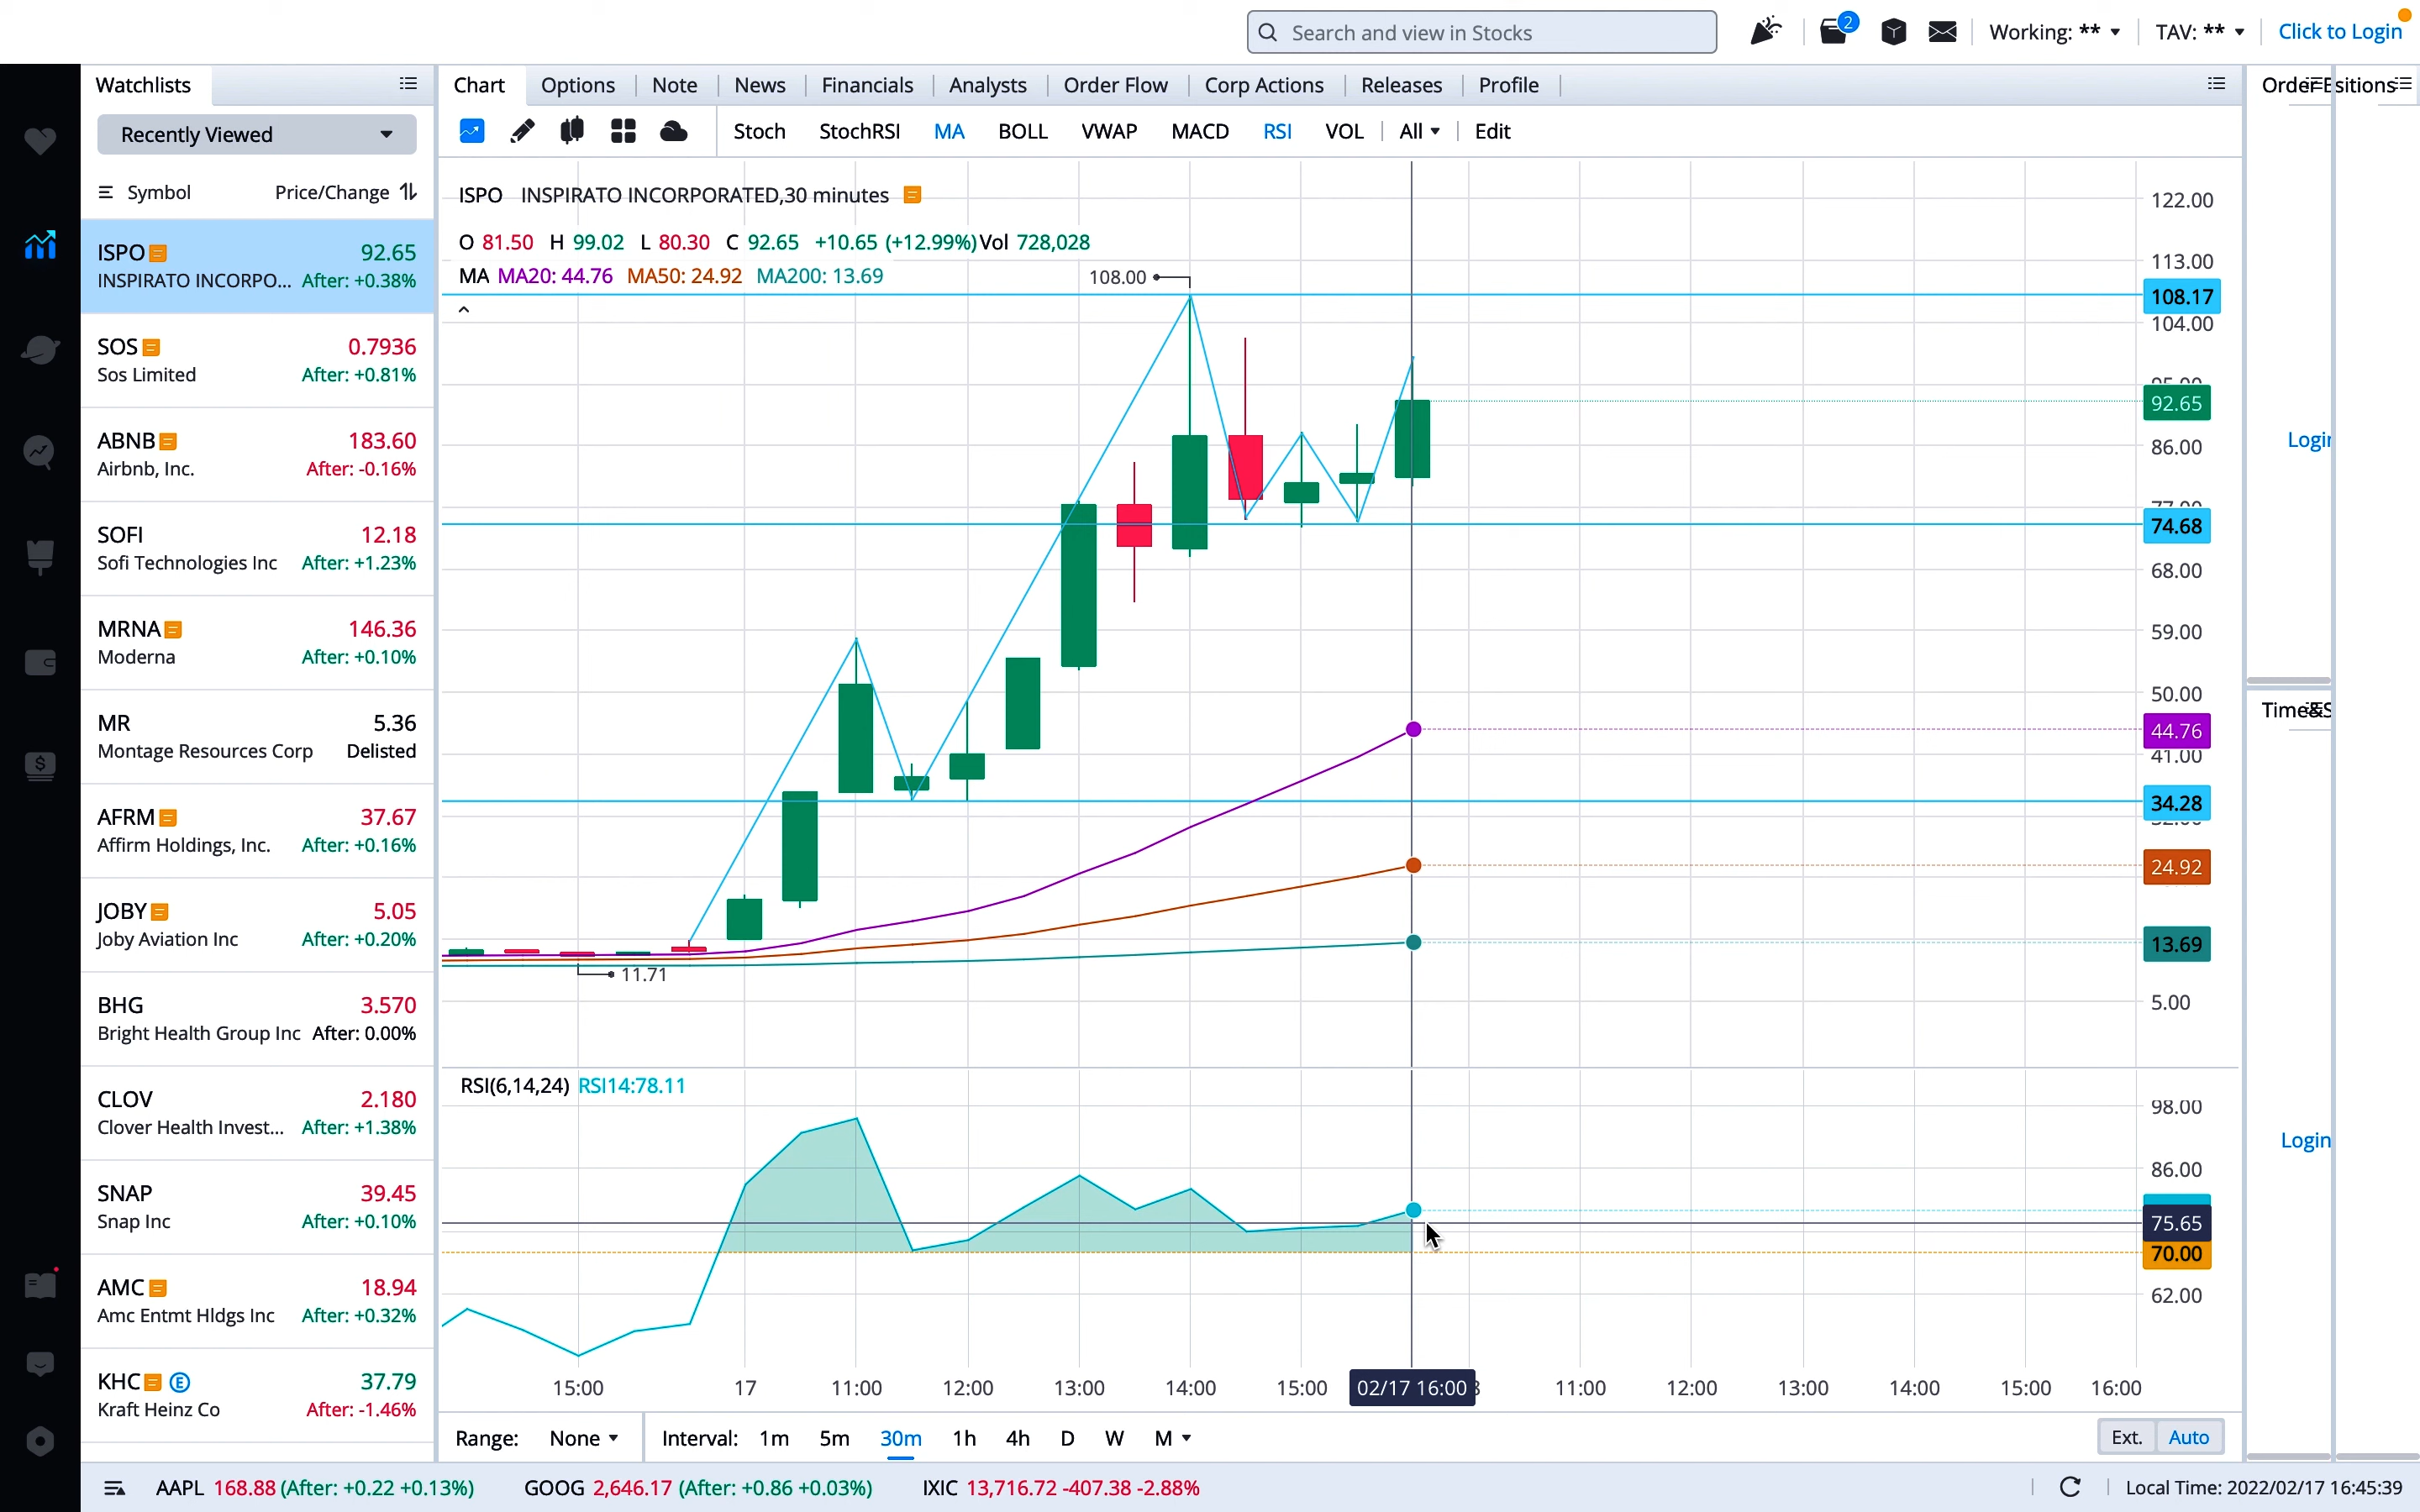 Search and view in Stocks
2
Working: **
TAV: **
Click to Login
Watchlists
Recently Viewed
Symbol Price/Change
ISPO 92.65
INSPIRATO INCORPO... After: +0.38%
SOS 0.7936
Sos Limited After: +0.81%
ABNB 183.60
Airbnb, Inc. After: -0.16%
SOFI 12.18
Sofi Technologies Inc After: +1.23%
MRNA 146.36
Moderna After: +0.10%
MR 5.36
Montage Resources Corp Delisted
AFRM 37.67
Affirm Holdings, Inc. After: +0.16%
JOBY 5.05
Joby Aviation Inc After: +0.20%
BHG 3.570
Bright Health Group Inc After: 0.00%
CLOV 2.180
Clover Health Invest... After: +1.38%
SNAP 39.45
Snap Inc After: +0.10%
AMC 18.94
Amc Entmt Hldgs Inc After: +0.32%
KHC E 37.79
Kraft Heinz Co After: -1.46%
Chart Options Note News Financials Analysts Order Flow Corp Actions Releases Profile
Stoch StochRSI MA BOLL VWAP MACD RSI VOL All Edit
ISPO INSPIRATO INCORPORATED,30 minutes
O 81.50 H 99.02 L 80.30 C 92.65 +10.65 (+12.99%) Vol 728,028
MA MA20: 44.76 MA50: 24.92 MA200: 13.69
108.00
11.71
122.00
113.00
108.17
104.00
92.65
86.00
74.68
68.00
59.00
50.00
44.76
41.00
34.28
24.92
13.69
5.00
RSI(6,14,24) RSI14:78.11
98.00
86.00
75.65
70.00
62.00
15:00 17 11:00 12:00 13:00 14:00 15:00 02/17 16:00 11:00 12:00 13:00 14:00 15:00 16:00
Range: None Interval: 1m 5m 30m 1h 4h D W M
Ext. Auto
Order E
sitions
Login
Time&S
Login
AAPL 168.88 (After: +0.22 +0.13%) GOOG 2,646.17 (After: +0.86 +0.03%) IXIC 13,716.72 -407.38 -2.88%
Local Time: 2022/02/17 16:45:39